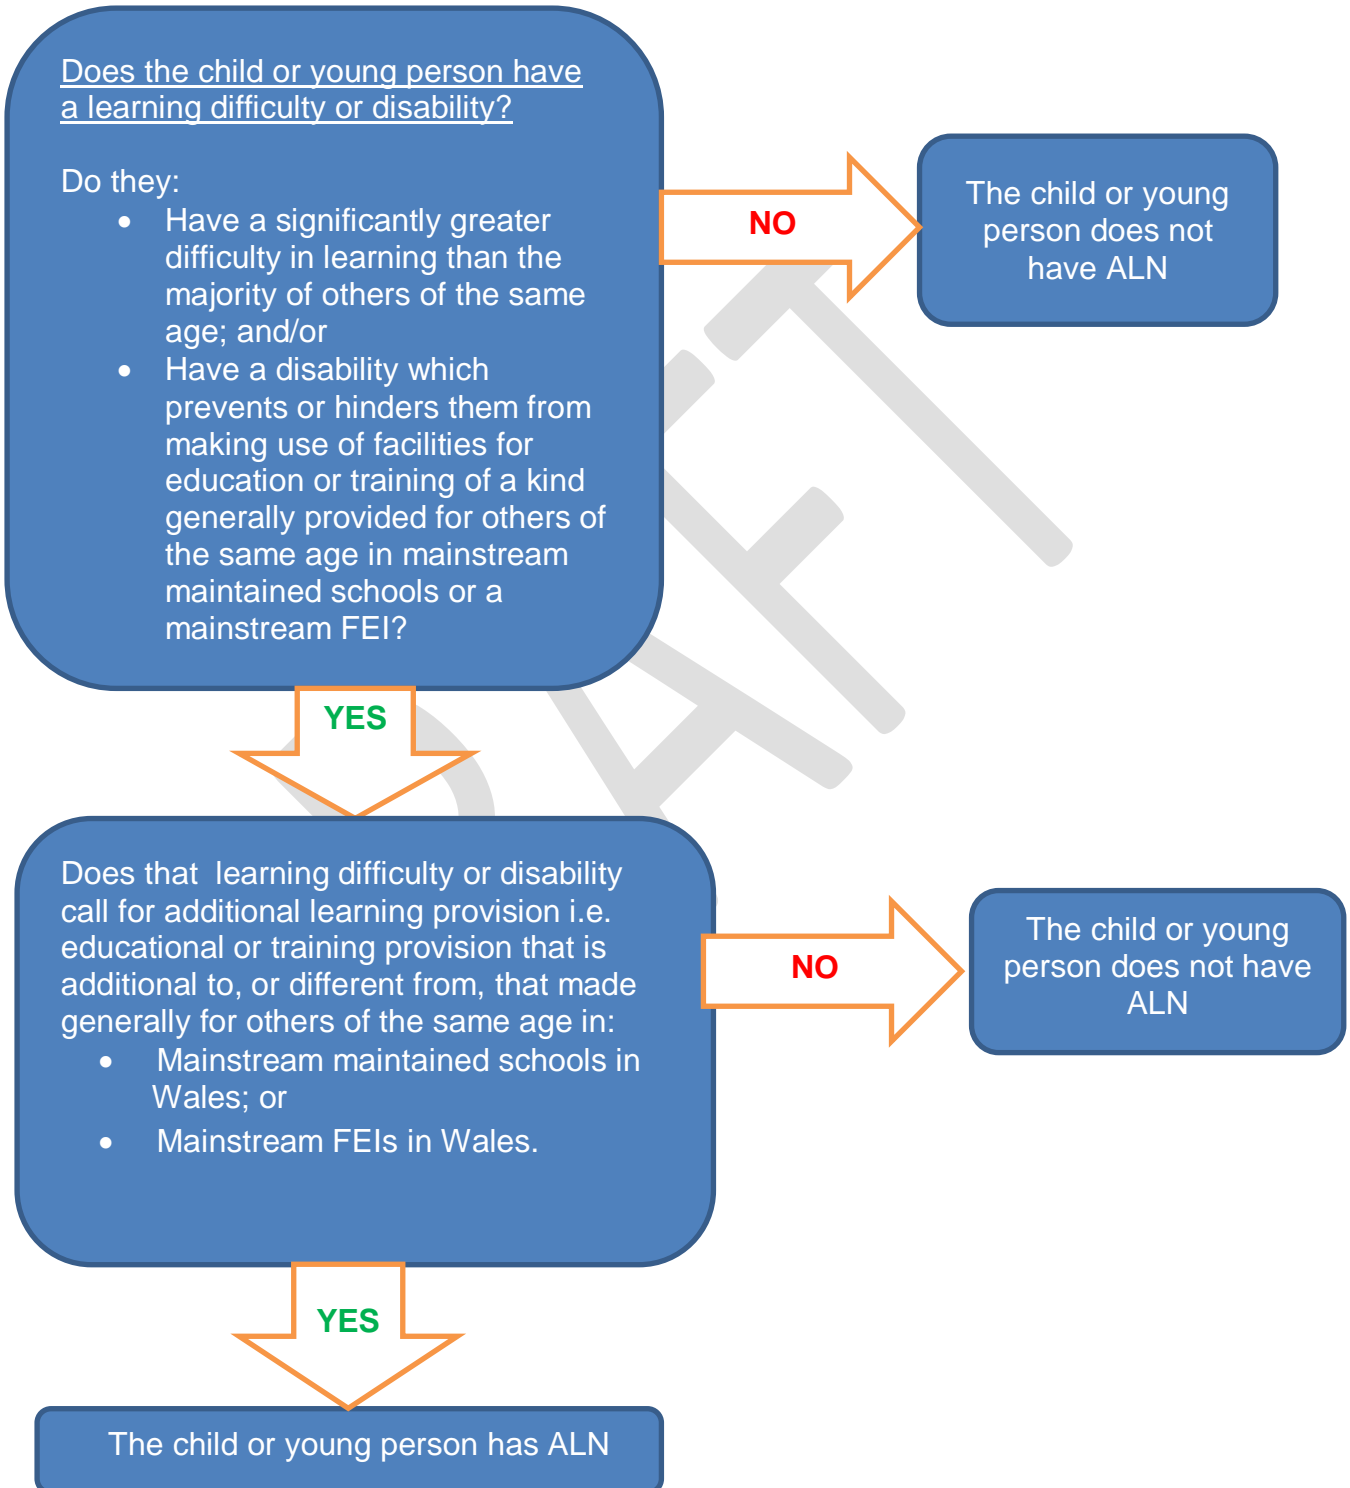 Does the child or young person have
a learning difficulty or disability?
Do they:
• Have a significantly greater
difficulty in learning than the
majority of others of the same
age; and/or
• Have a disability which
prevents or hinders them from
making use of facilities for
education or training of a kind
generally provided for others of
the same age in mainstream
maintained schools or a
mainstream FEI?
NO
The child or young
person does not
have ALN
YES
Does that learning difficulty or disability
call for additional learning provision i.e.
educational or training provision that is
additional to, or different from, that made
generally for others of the same age in:
• Mainstream maintained schools in
Wales; or
• Mainstream FEIs in Wales.
NO
The child or young
person does not have
ALN
YES
The child or young person has ALN
DRAFT